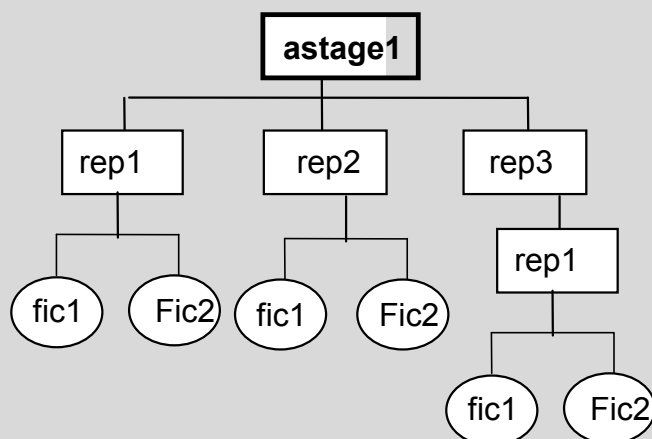 astage1
rep1 rep2 rep3
rep1
fic1 Fic2 fic1 Fic2
fic1 Fic2